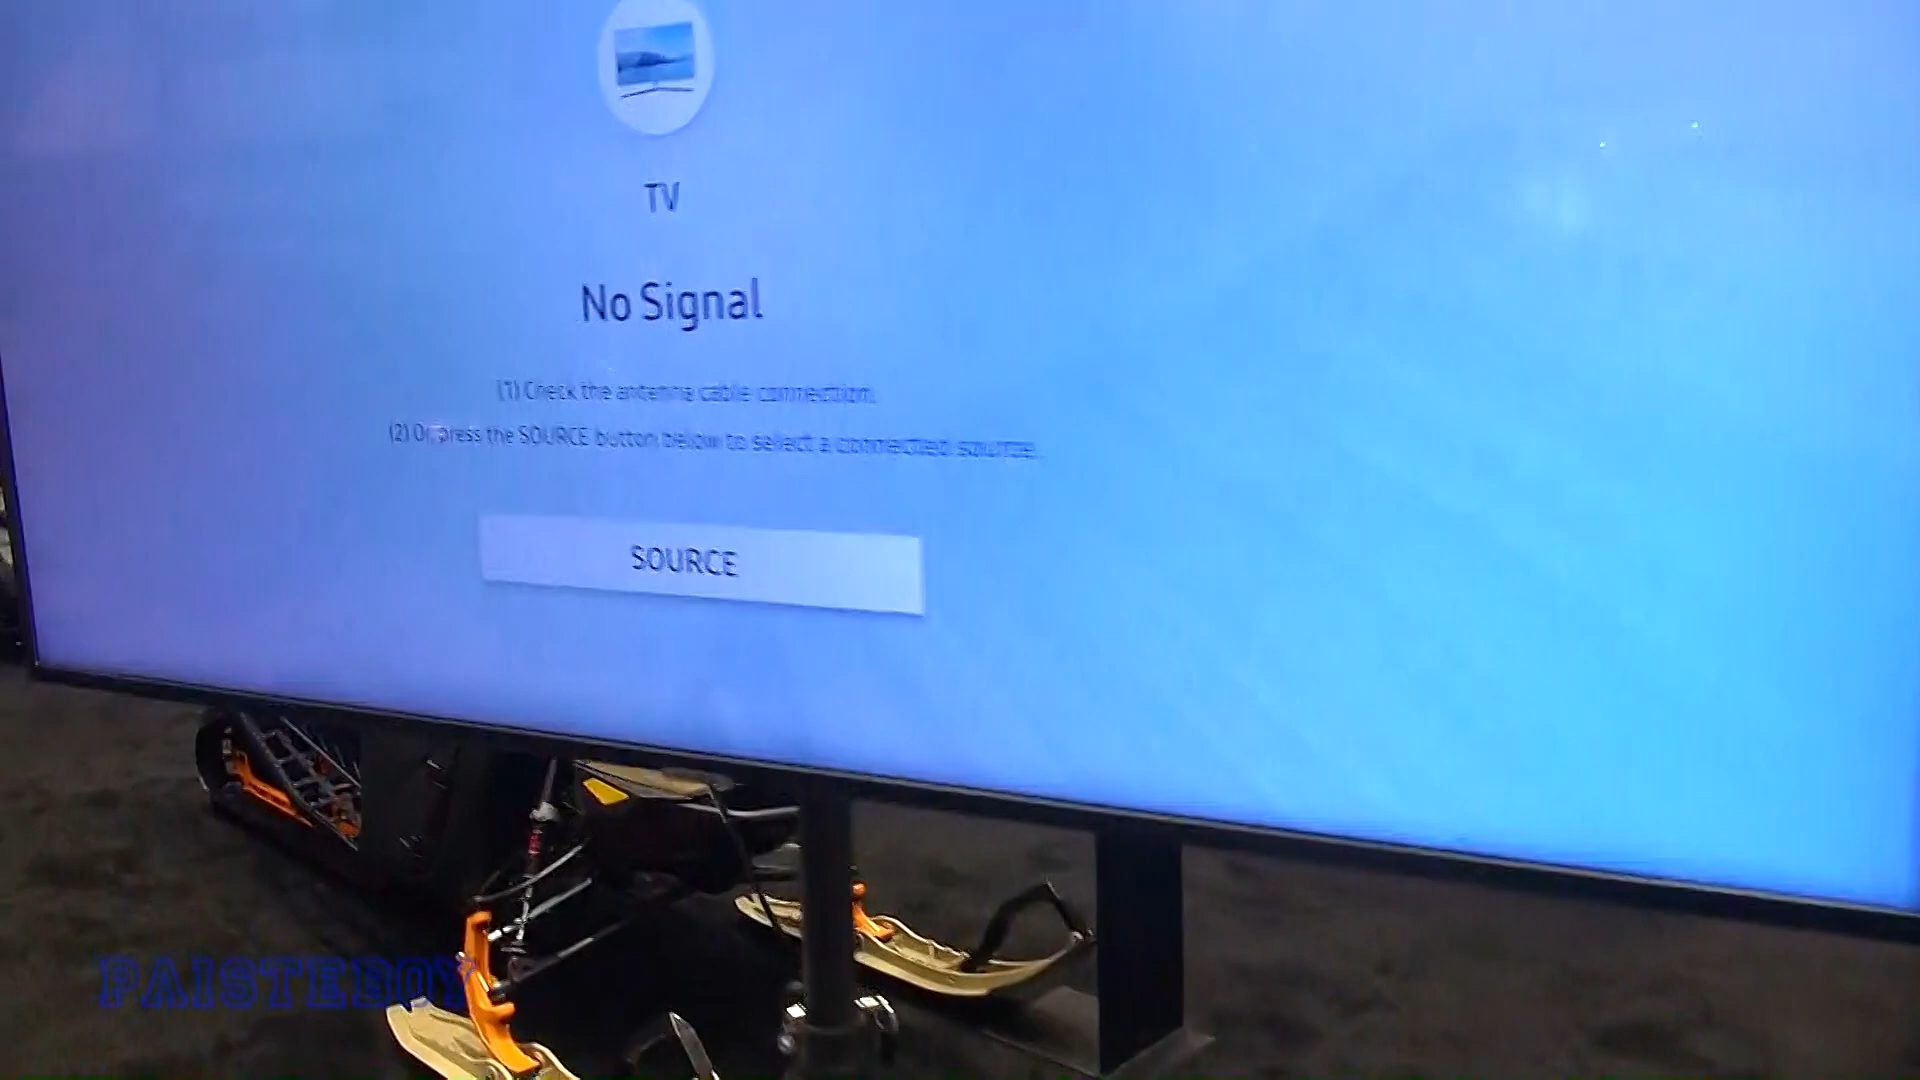 TV
No Signal
(1) Check the antenna cable connection.
(2) Or press the SOURCE button below to select a connected source.
SOURCE
PAISTEBOY